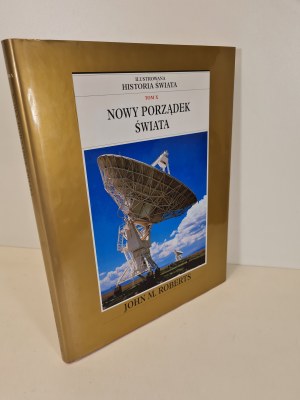 ILUSTROWANA
HISTORIA ŚWIATA
TOM X
NOWY PORZĄDEK
ŚWIATA
JOHN M. ROBERTS